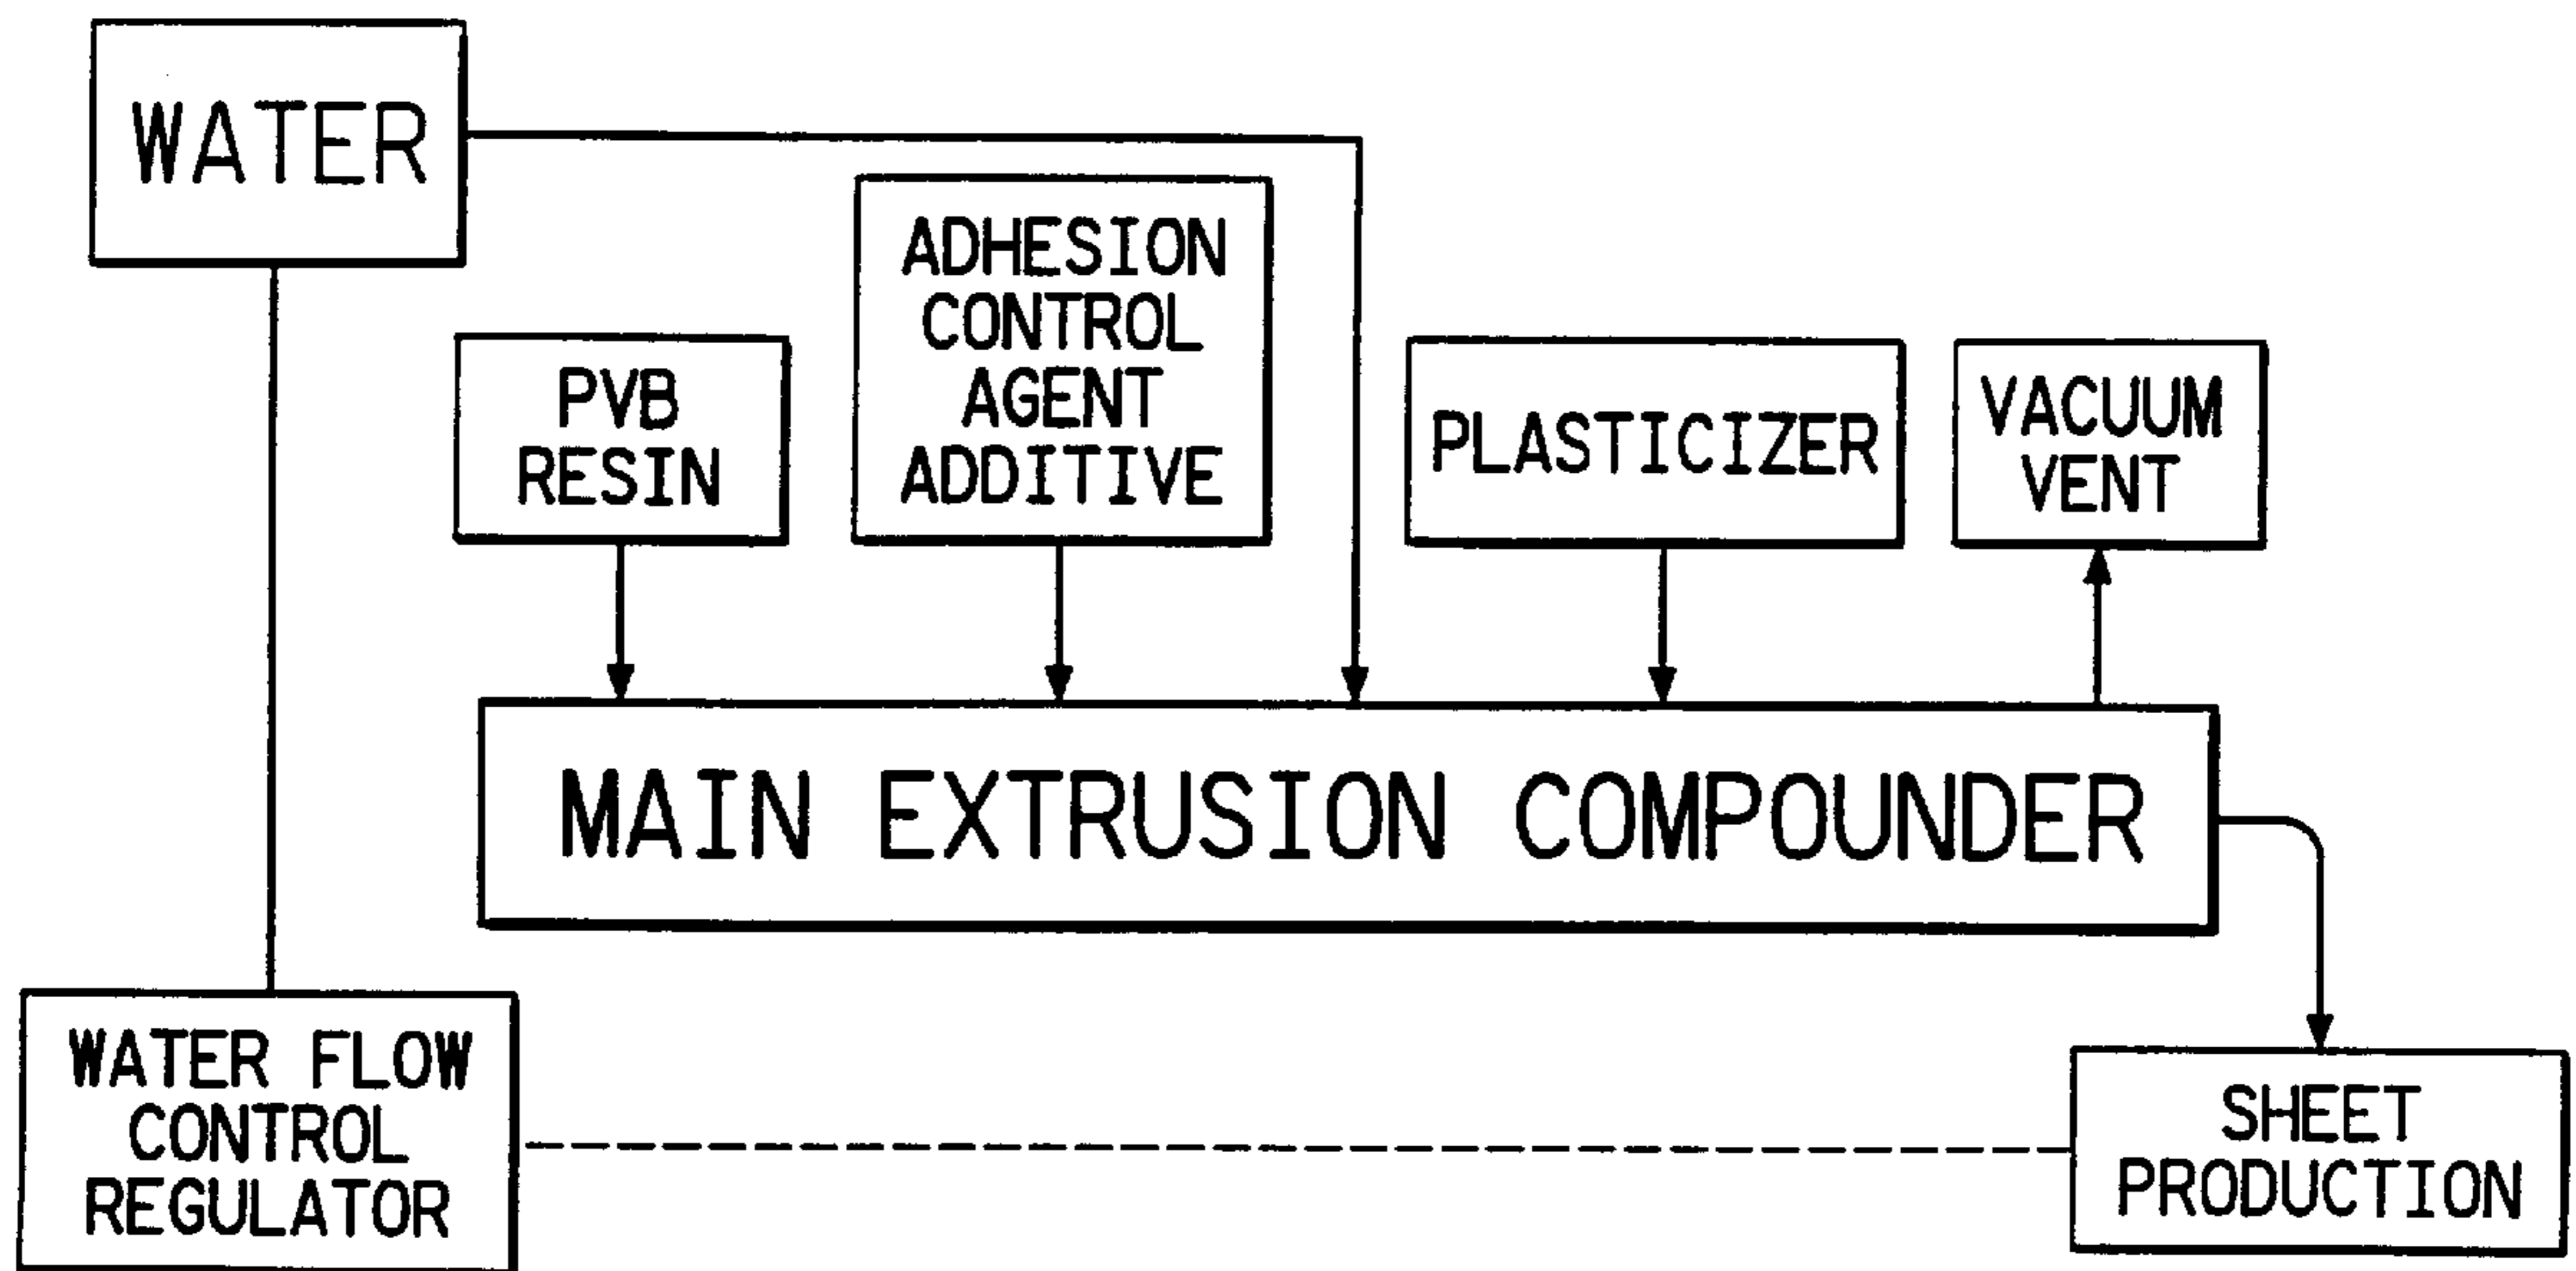 WATER
ADHESION
CONTROL
AGENT
ADDITIVE
PVB
RESIN
PLASTICIZER
VACUUM
VENT
MAIN EXTRUSION COMPOUNDER
WATER FLOW
CONTROL
REGULATOR
SHEET
PRODUCTION